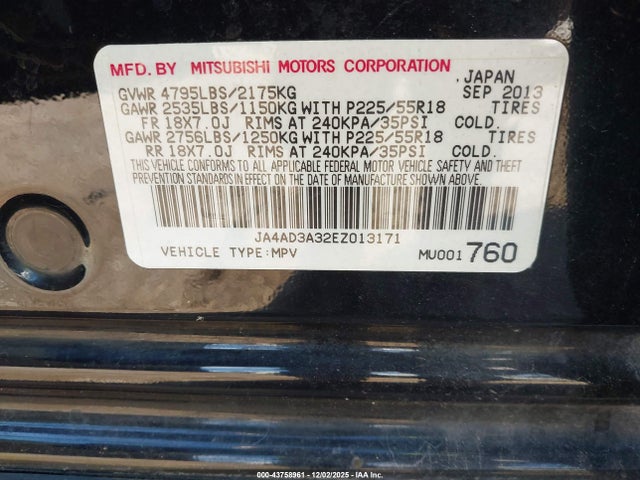 MFD. BY MITSUBISHI MOTORS CORPORATION JAPAN
GVWR 4795LBS/2175KG SEP 2013
GAWR 2535LBS/1150KG WITH P225/55R18 TIRES
FR 18X7.0J RIMS AT 240KPA/35PSI COLD.
GAWR 2756LBS/1250KG WITH P225/55R18 TIRES
RR 18X7.0J RIMS AT 240KPA/35PSI COLD.
THIS VEHICLE CONFORMS TO ALL APPLICABLE FEDERAL MOTOR VEHICLE SAFETY AND THEFT
PREVENTION STANDARDS IN EFFECT ON THE DATE OF MANUFACTURE SHOWN ABOVE.
JA4AD3A32EZ013171
VEHICLE TYPE:MPV MU001 760
000-43758961 - 12/02/2025 - IAA Inc. Copyright